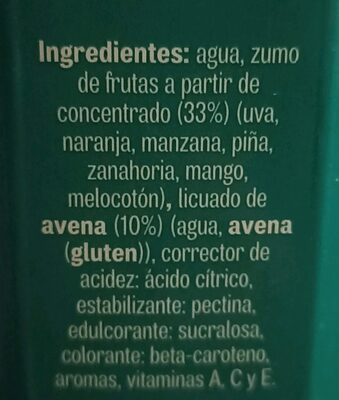 Ingredientes: agua, zumo
de frutas a partir de
concentrado (33%) (uva,
naranja, manzana, piña,
zanahoria, mango,
melocotón), licuado de
avena (10%) (agua, avena
(gluten)), corrector de
acidez: ácido cítrico,
estabilizante: pectina,
edulcorante: sucralosa,
colorante: beta-caroteno,
aromas, vitaminas A, C y E.